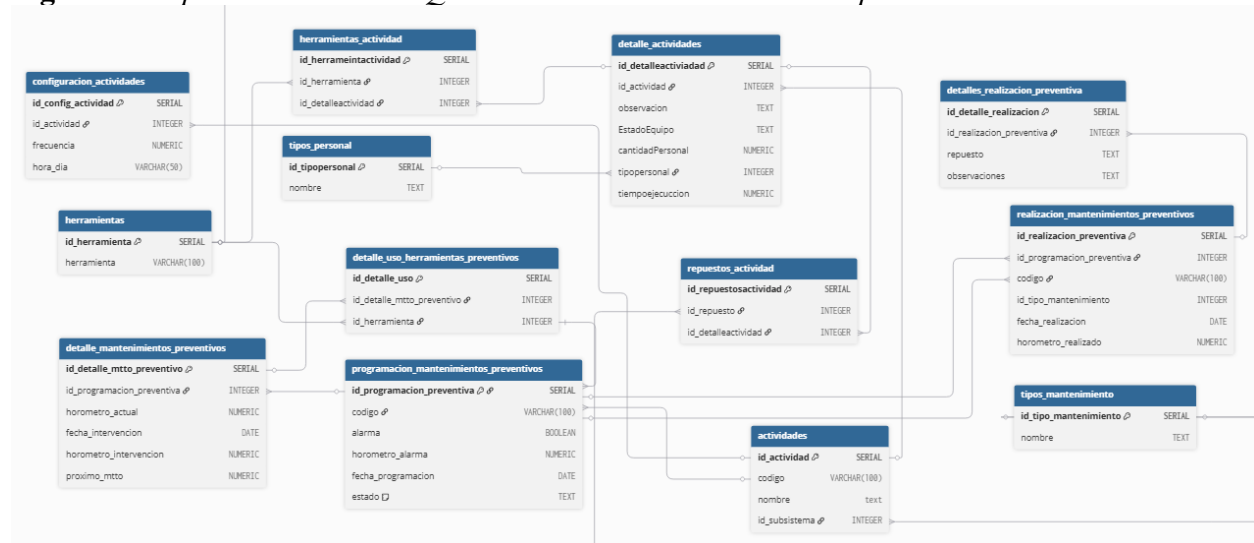 configuracion_actividades
id_config_actividad SERIAL
id_actividad INTEGER
frecuencia NUMERIC
hora_dia VARCHAR(50)
herramientas_actividad
id_herrameintactividad SERIAL
id_herramienta INTEGER
id_detalleactividad INTEGER
tipos_personal
id_tipopersonal SERIAL
nombre TEXT
detalle_actividades
id_detalleactiviadad SERIAL
id_actividad INTEGER
observacion TEXT
EstadoEquipo TEXT
cantidadPersonal NUMERIC
tipopersonal INTEGER
tiempoejecuccion NUMERIC
detalles_realizacion_preventiva
id_detalle_realizacion SERIAL
id_realizacion_preventiva INTEGER
repuesto TEXT
observaciones TEXT
herramientas
id_herramienta SERIAL
herramienta VARCHAR(100)
detalle_uso_herramientas_preventivos
id_detalle_uso SERIAL
id_detalle_mtto_preventivo INTEGER
id_herramienta INTEGER
repuestos_actividad
id_repuestosactividad SERIAL
id_repuesto INTEGER
id_detalleactividad INTEGER
realizacion_mantenimientos_preventivos
id_realizacion_preventiva SERIAL
id_programacion_preventiva INTEGER
codigo VARCHAR(100)
id_tipo_mantenimiento INTEGER
fecha_realizacion DATE
horometro_realizado NUMERIC
detalle_mantenimientos_preventivos
id_detalle_mtto_preventivo SERIAL
id_programacion_preventiva INTEGER
horometro_actual NUMERIC
fecha_intervencion DATE
horometro_intervencion NUMERIC
proximo_mtto NUMERIC
programacion_mantenimientos_preventivos
id_programacion_preventiva SERIAL
codigo VARCHAR(100)
alarma BOOLEAN
horometro_alarma NUMERIC
fecha_programacion DATE
estado TEXT
actividades
id_actividad SERIAL
codigo VARCHAR(100)
nombre text
id_subsistema INTEGER
tipos_mantenimiento
id_tipo_mantenimiento SERIAL
nombre TEXT